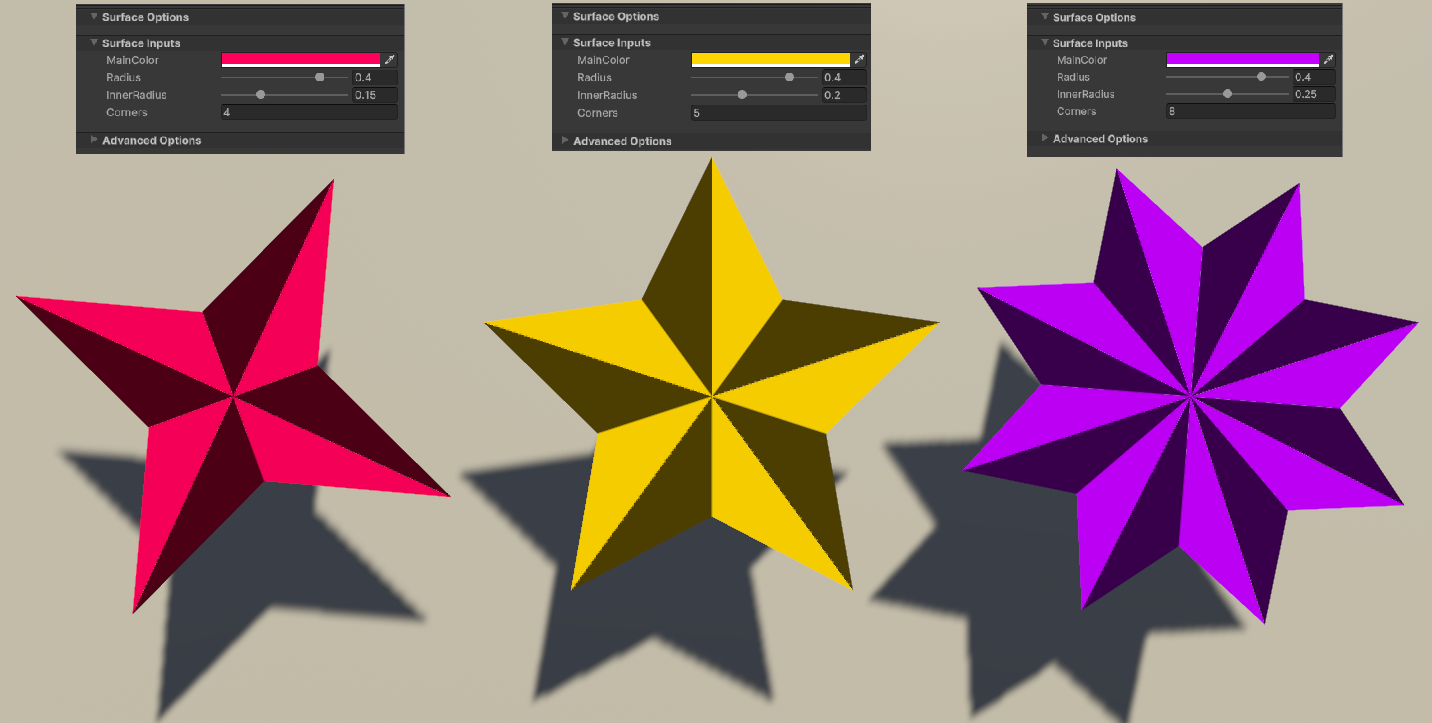 Surface Options
Surface Inputs
MainColor
Radius 0.4
InnerRadius 0.15
Corners 4
Advanced Options
Surface Options
Surface Inputs
MainColor
Radius 0.4
InnerRadius 0.2
Corners 5
Advanced Options
Surface Options
Surface Inputs
MainColor
Radius 0.4
InnerRadius 0.25
Corners 8
Advanced Options